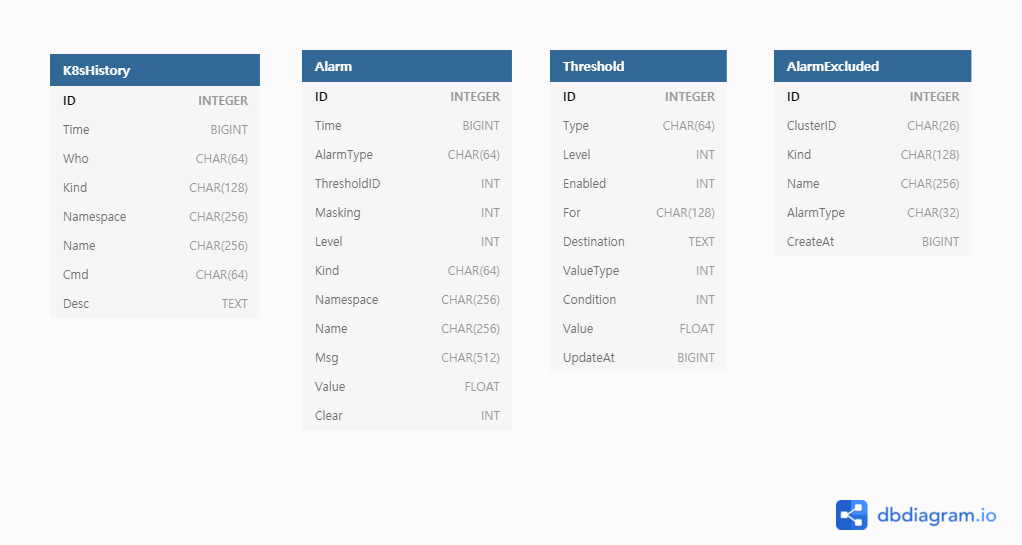 K8sHistory
ID INTEGER
Time BIGINT
Who CHAR(64)
Kind CHAR(128)
Namespace CHAR(256)
Name CHAR(256)
Cmd CHAR(64)
Desc TEXT
Alarm
ID INTEGER
Time BIGINT
AlarmType CHAR(64)
ThresholdID INT
Masking INT
Level INT
Kind CHAR(64)
Namespace CHAR(256)
Name CHAR(256)
Msg CHAR(512)
Value FLOAT
Clear INT
Threshold
ID INTEGER
Type CHAR(64)
Level INT
Enabled INT
For CHAR(128)
Destination TEXT
ValueType INT
Condition INT
Value FLOAT
UpdateAt BIGINT
AlarmExcluded
ID INTEGER
ClusterID CHAR(26)
Kind CHAR(128)
Name CHAR(256)
AlarmType CHAR(32)
CreateAt BIGINT
dbdiagram.io